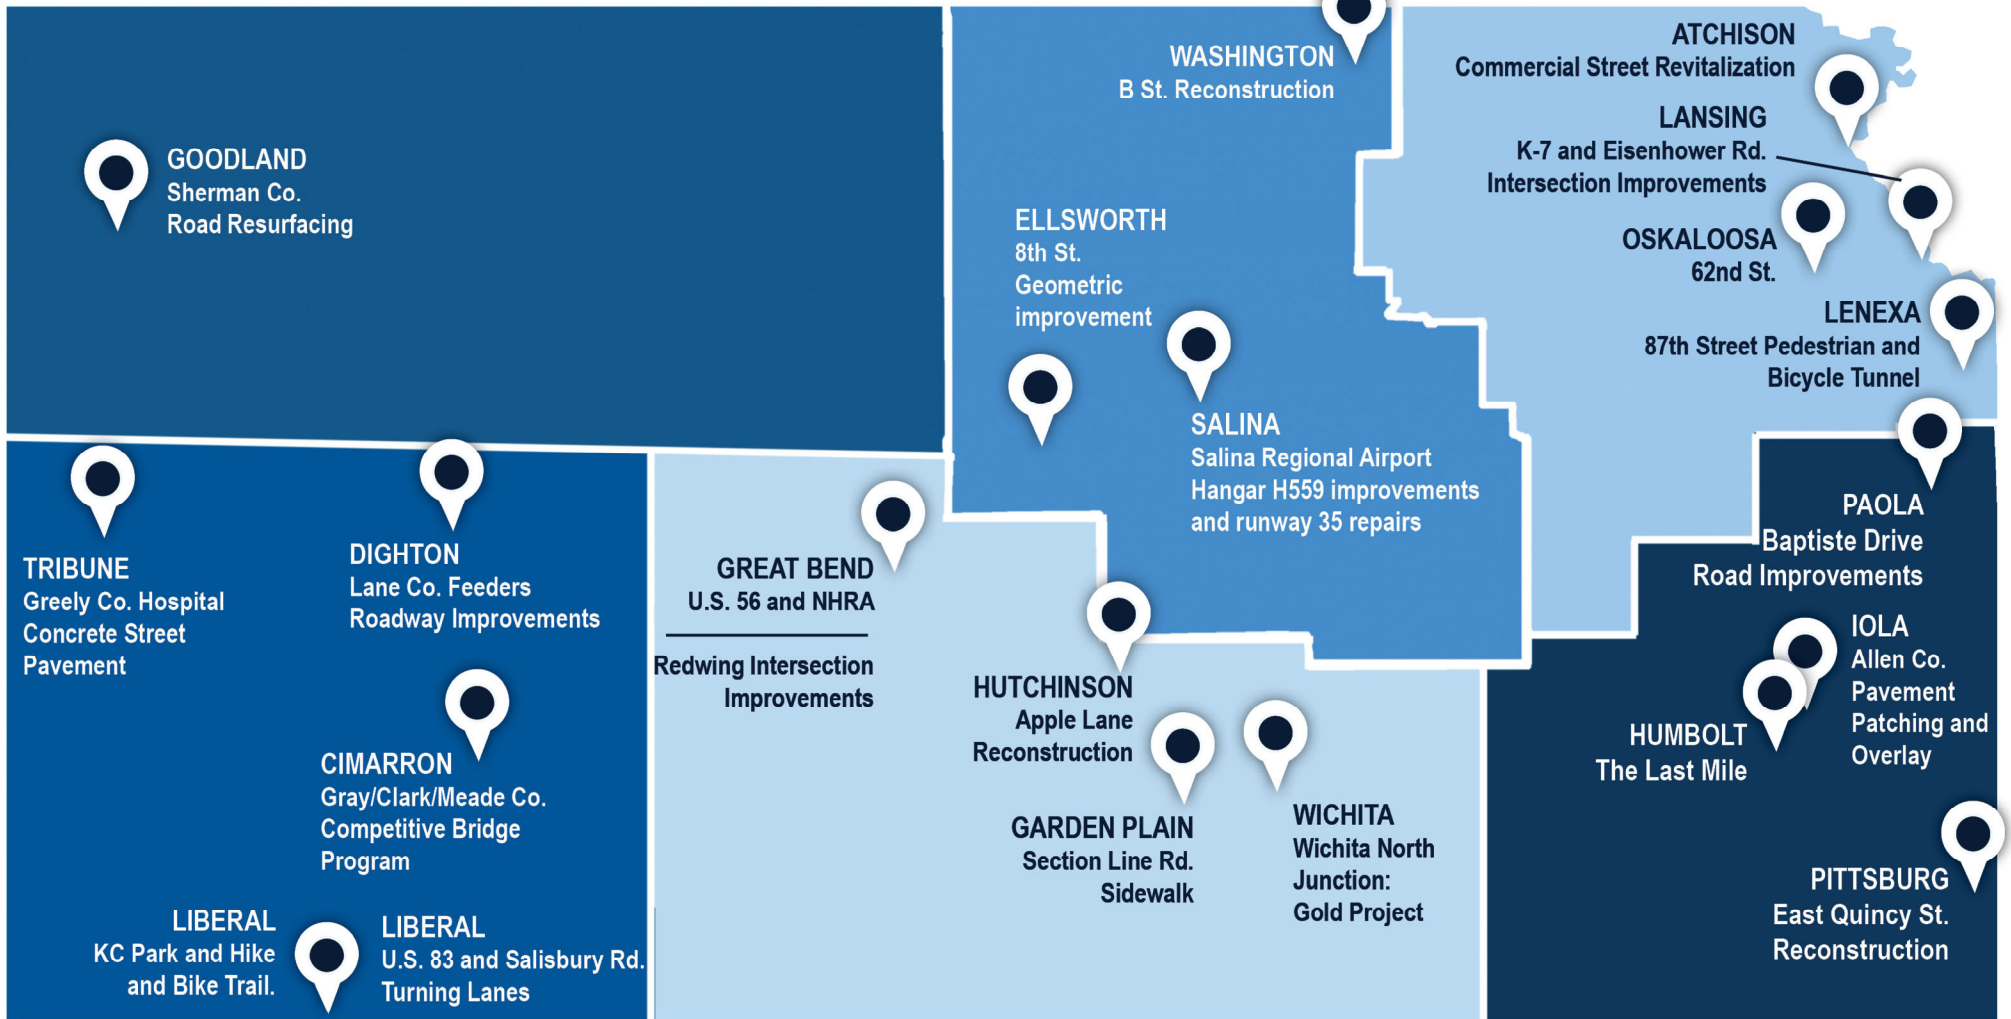 WASHINGTON
B St. Reconstruction
ATCHISON
Commercial Street Revitalization
LANSING
K-7 and Eisenhower Rd.
Intersection Improvements
GOODLAND
Sherman Co.
Road Resurfacing
ELLSWORTH
8th St.
Geometric
improvement
OSKALOOSA
62nd St.
LENEXA
87th Street Pedestrian and
Bicycle Tunnel
SALINA
Salina Regional Airport
Hangar H559 improvements
and runway 35 repairs
PAOLA
Baptiste Drive
Road Improvements
TRIBUNE
Greely Co. Hospital
Concrete Street
Pavement
DIGHTON
Lane Co. Feeders
Roadway Improvements
GREAT BEND
U.S. 56 and NHRA
Redwing Intersection
Improvements
HUTCHINSON
Apple Lane
Reconstruction
IOLA
Allen Co.
Pavement
Patching and
Overlay
HUMBOLT
The Last Mile
CIMARRON
Gray/Clark/Meade Co.
Competitive Bridge
Program
GARDEN PLAIN
Section Line Rd.
Sidewalk
WICHITA
Wichita North
Junction:
Gold Project
PITTSBURG
East Quincy St.
Reconstruction
LIBERAL
KC Park and Hike
and Bike Trail.
LIBERAL
U.S. 83 and Salisbury Rd.
Turning Lanes